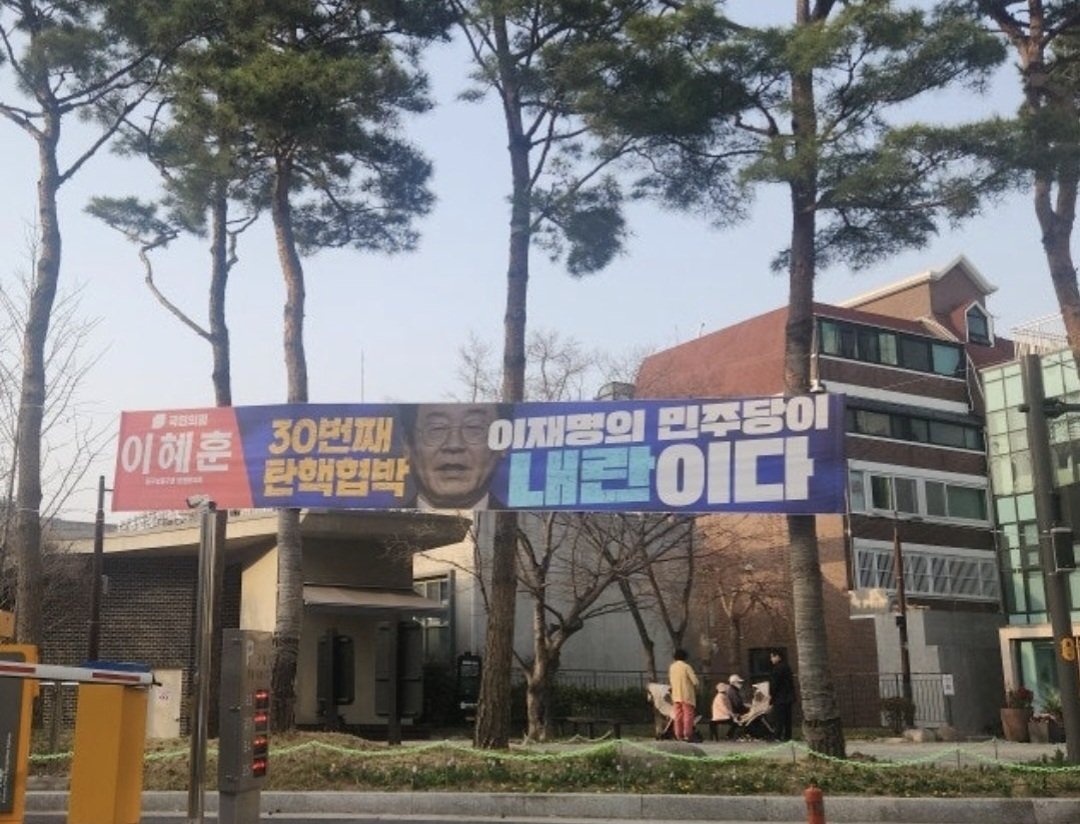 국민의힘
이혜훈
30번째
탄핵협박
이재명의 민주당이
내란이다